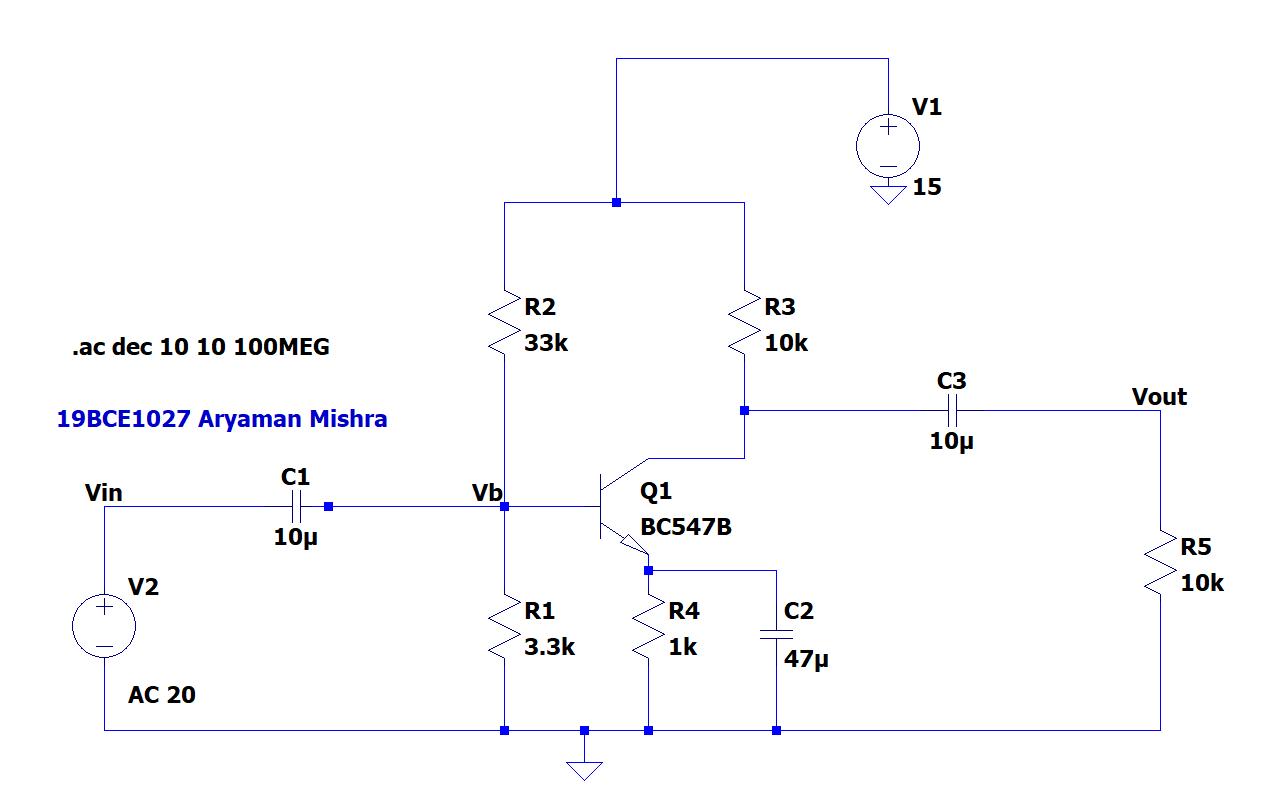 V1
15
R2
33k
R3
10k
.ac dec 10 10 100MEG
19BCE1027 Aryaman Mishra
C3
10µ
Vout
Vin
C1
10µ
Vb
Q1
BC547B
V2
AC 20
R1
3.3k
R4
1k
C2
47µ
R5
10k